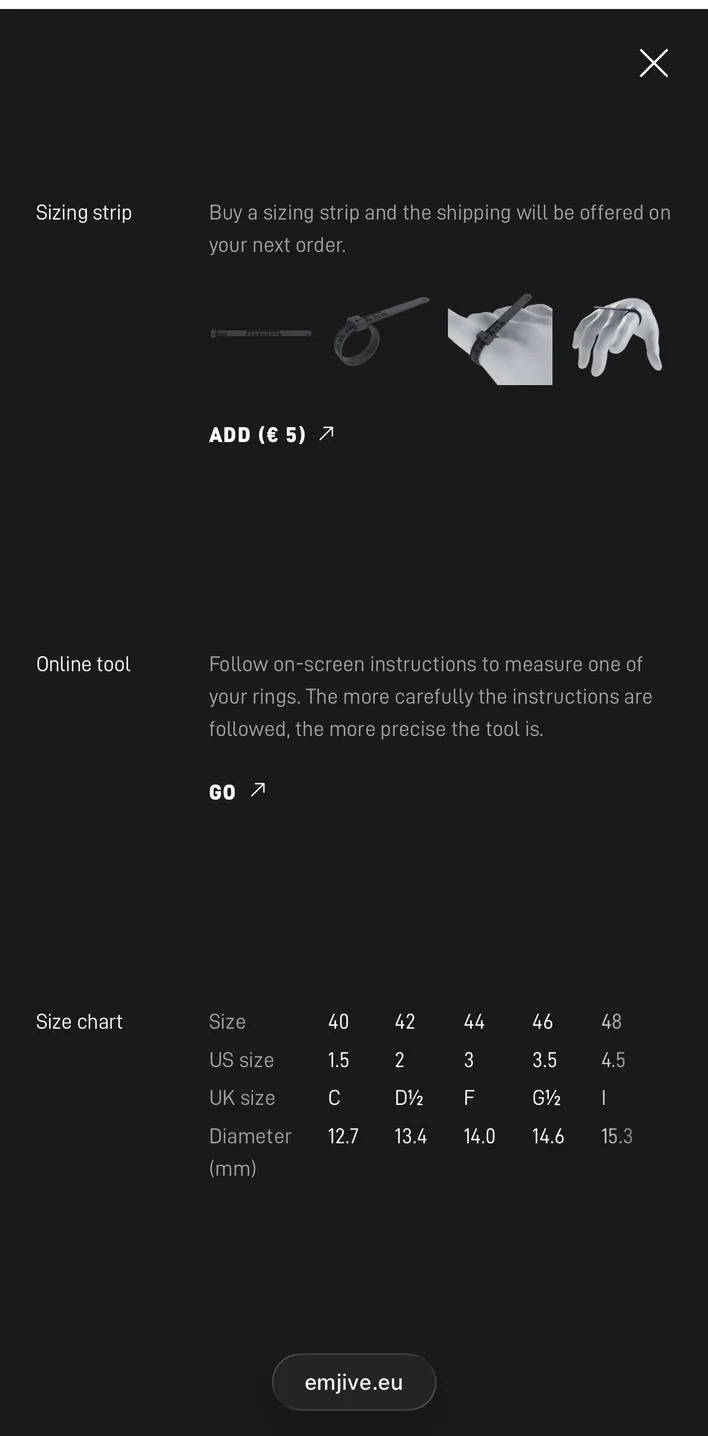 Sizing strip
Buy a sizing strip and the shipping will be offered on
your next order.
ADD (€ 5)
Online tool
Follow on-screen instructions to measure one of
your rings. The more carefully the instructions are
followed, the more precise the tool is.
GO
Size chart
Size 40 42 44 46 48
US size 1.5 2 3 3.5 4.5
UK size C D½ F G½ I
Diameter 12.7 13.4 14.0 14.6 15.3
(mm)
emjive.eu